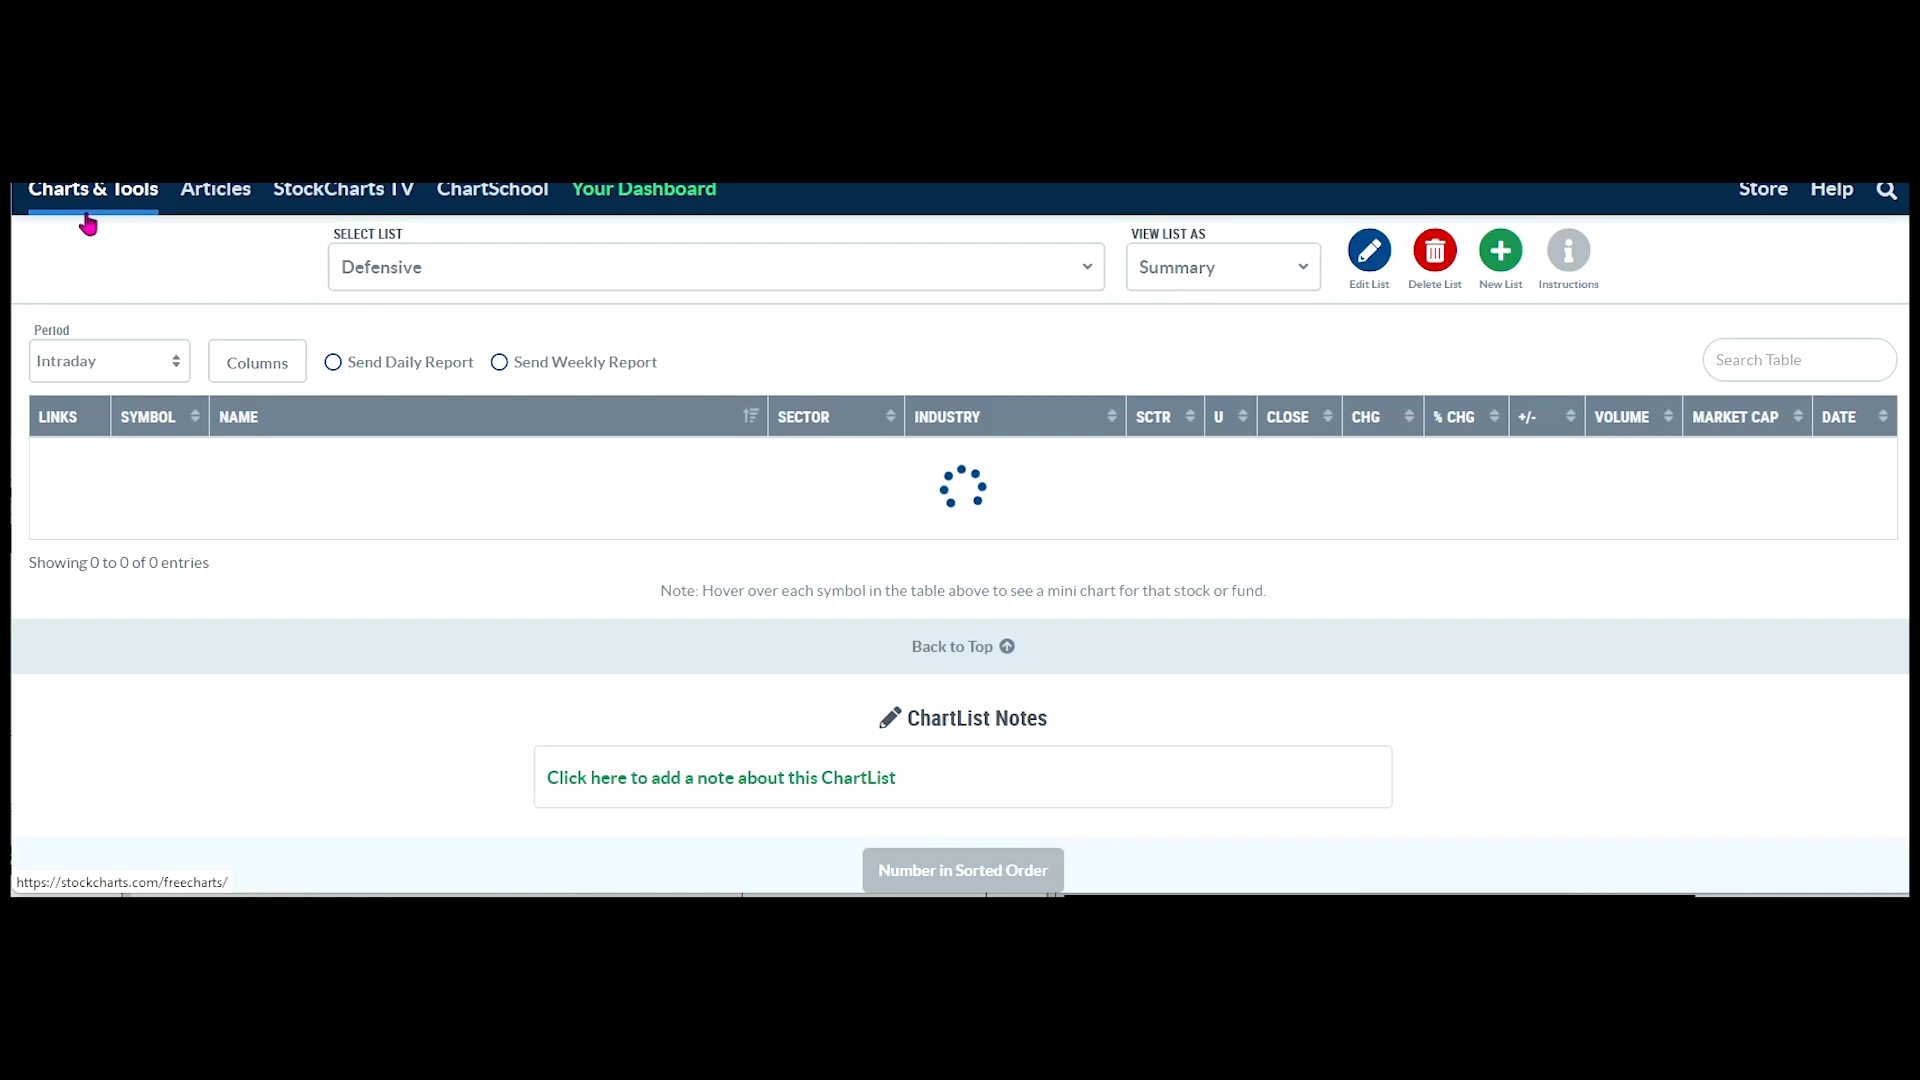 Charts & Tools Articles StockCharts TV ChartSchool Your Dashboard Store Help
SELECT LIST VIEW LIST AS
Defensive Summary
Edit List Delete List New List Instructions
Period
Intraday Columns Send Daily Report Send Weekly Report Search Table
LINKS SYMBOL NAME SECTOR INDUSTRY SCTR U CLOSE CHG % CHG +/- VOLUME MARKET CAP DATE
Showing 0 to 0 of 0 entries
Note: Hover over each symbol in the table above to see a mini chart for that stock or fund.
Back to Top
ChartList Notes
Click here to add a note about this ChartList
Number in Sorted Order
https://stockcharts.com/freecharts/